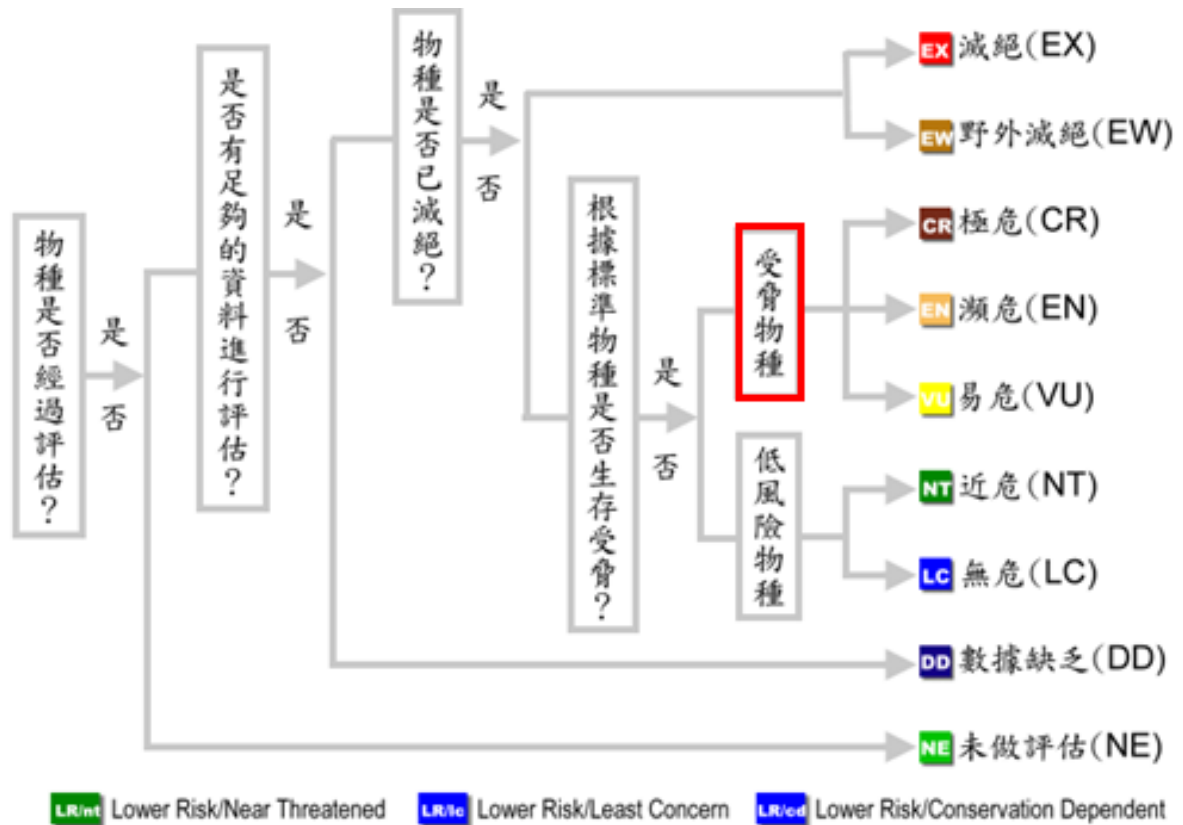 物種是否經過評估？
是
否
是否有足夠的資料進行評估？
是
否
物種是否已滅絕？
是
否
根據標準物種是否生存受脅？
是
否
受脅物種
低風險物種
EX 滅絕(EX)
EW 野外滅絕(EW)
CR 極危(CR)
EN 瀕危(EN)
VU 易危(VU)
NT 近危(NT)
LC 無危(LC)
DD 數據缺乏(DD)
NE 未做評估(NE)
LR/nt Lower Risk/Near Threatened LR/lc Lower Risk/Least Concern LR/cd Lower Risk/Conservation Dependent